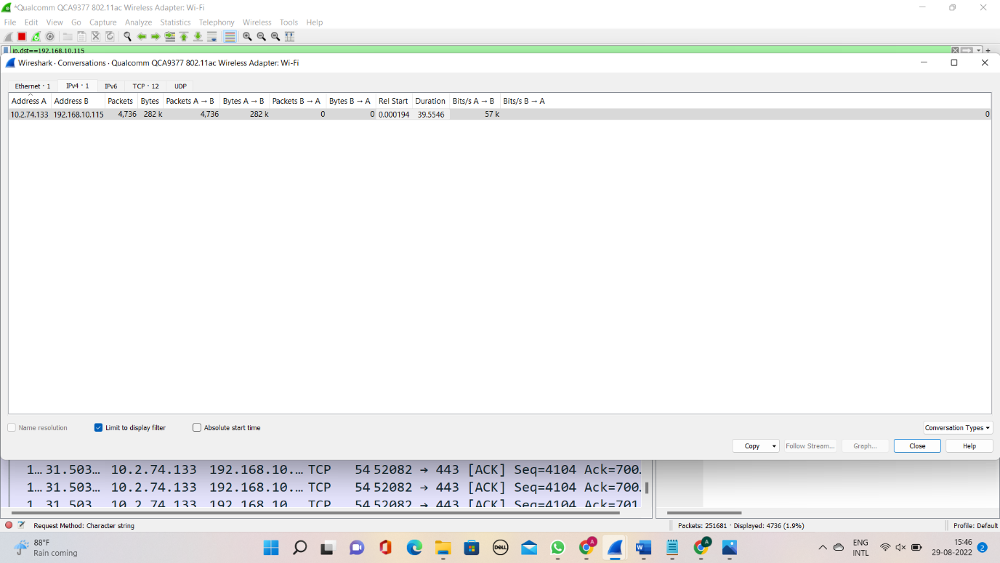 *Qualcomm QCA9377 802.11ac Wireless Adapter: Wi-Fi
File Edit View Go Capture Analyze Statistics Telephony Wireless Tools Help
ip.dst==192.168.10.115
Wireshark · Conversations · Qualcomm QCA9377 802.11ac Wireless Adapter: Wi-Fi
Ethernet · 1 IPv4 · 1 IPv6 TCP · 12 UDP
Address A Address B Packets Bytes Packets A → B Bytes A → B Packets B → A Bytes B → A Rel Start Duration Bits/s A → B Bits/s B → A
10.2.74.133 192.168.10.115 4,736 282 k 4,736 282 k 0 0 0.000194 39.5546 57 k 0
Name resolution Limit to display filter Absolute start time Conversation Types
Copy Follow Stream... Graph... Close Help
1… 31.503… 10.2.74.133 192.168.10.… TCP 54 52082 → 443 [ACK] Seq=4104 Ack=700
1… 31.503… 10.2.74.133 192.168.10.… TCP 54 52082 → 443 [ACK] Seq=4104 Ack=700
1 31 503 10 2 74 133 192 168 10 TCP 54 52082 → 443 [ACK] Seq=4104 Ack=701
Request Method: Character string Packets: 251681 · Displayed: 4736 (1.9%) Profile: Default
88°F
Rain coming
DELL
A
W
A
ENG
INTL
15:46
29-08-2022
2